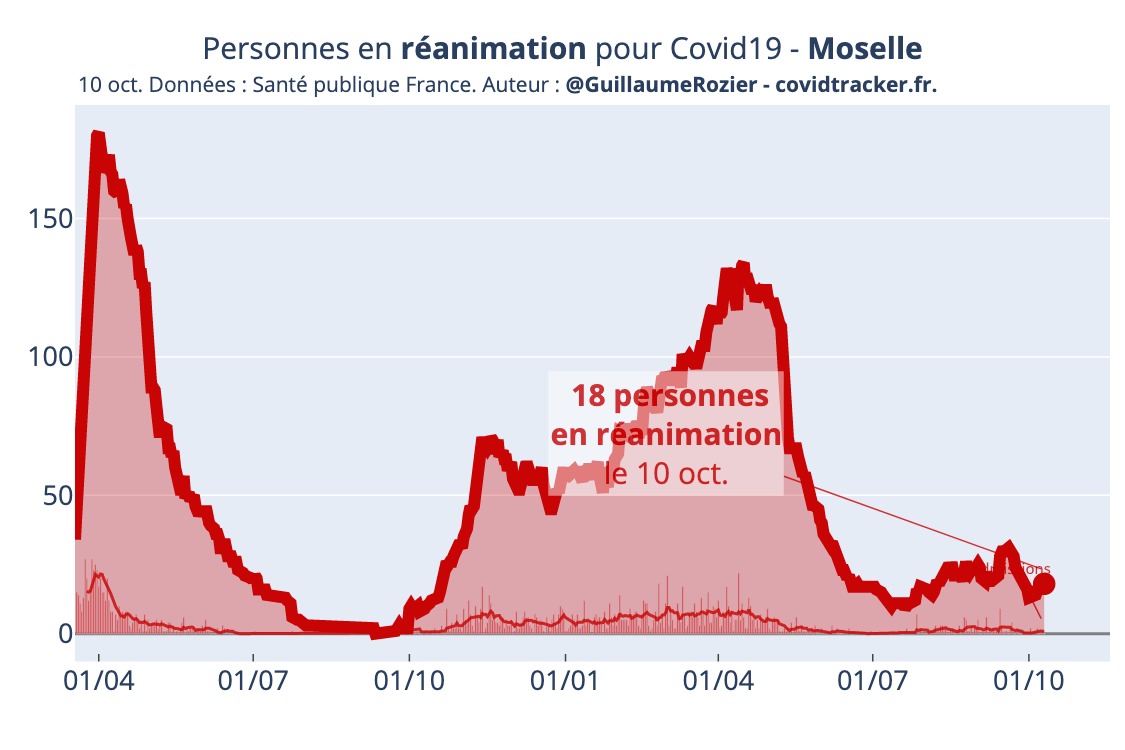 Personnes en réanimation pour Covid19 - Moselle
10 oct. Données : Santé publique France. Auteur : @GuillaumeRozier - covidtracker.fr.
150
100
50
0
18 personnes
en réanimation
le 10 oct.
01/04 01/07 01/10 01/01 01/04 01/07 01/10